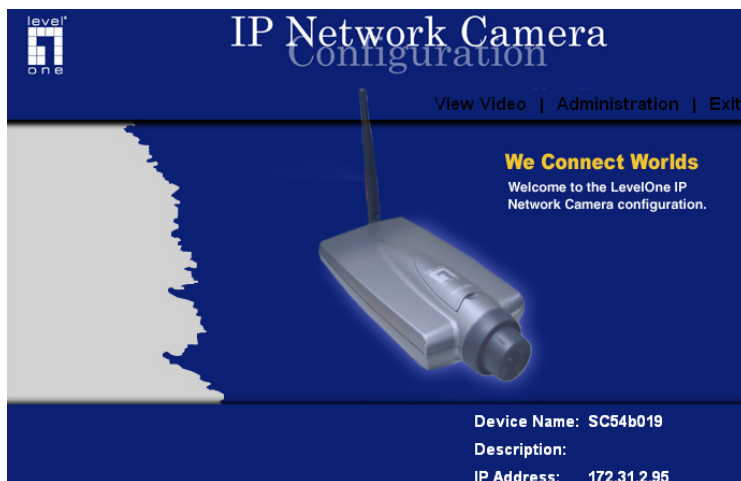 level
one
IP Network Camera
Configuration
View Video | Administration | Exit
We Connect Worlds
Welcome to the LevelOne IP
Network Camera configuration.
Device Name: SC54b019
Description:
IP Address: 172.31.2.95